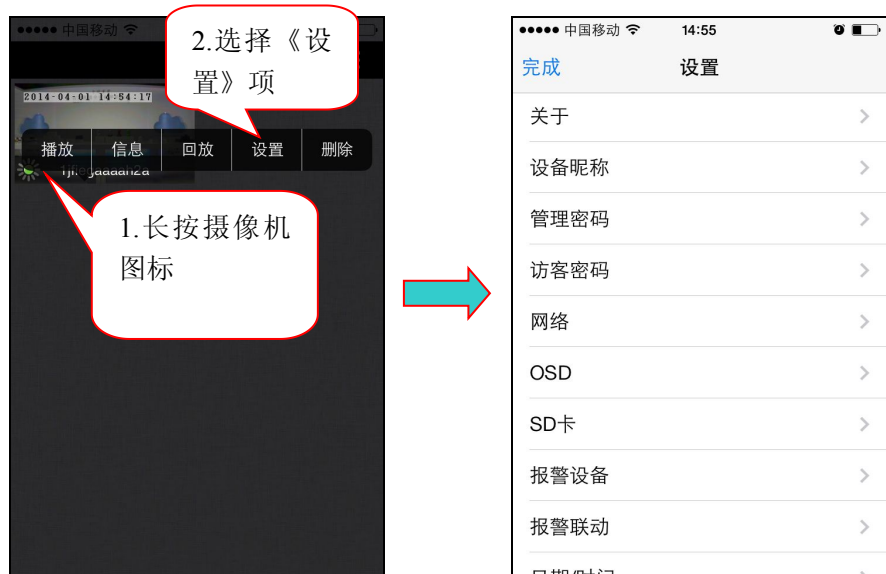 中国移动
2.选择《设
置》项
2014-04-01 14:54:17
播放 信息 回放 设置 删除
1.长按摄像机
图标
中国移动 14:55
完成 设置
关于
设备昵称
管理密码
访客密码
网络
OSD
SD卡
报警设备
报警联动